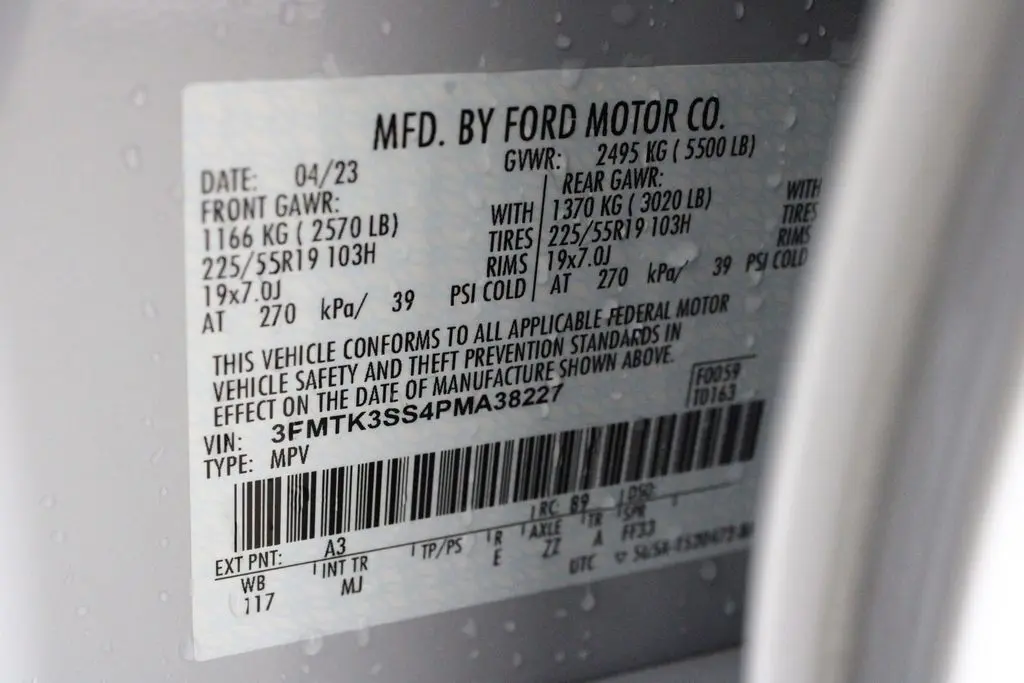 MFD. BY FORD MOTOR CO.
DATE: 04/23 GVWR: 2495 KG ( 5500 LB)
FRONT GAWR: REAR GAWR:
1166 KG ( 2570 LB) WITH 1370 KG ( 3020 LB) WITH
225/55R19 103H TIRES 225/55R19 103H TIRES
19x7.0J RIMS 19x7.0J RIMS
AT 270 kPa/ 39 PSI COLD AT 270 kPa/ 39 PSI COLD
THIS VEHICLE CONFORMS TO ALL APPLICABLE FEDERAL MOTOR
VEHICLE SAFETY AND THEFT PREVENTION STANDARDS IN
EFFECT ON THE DATE OF MANUFACTURE SHOWN ABOVE.
F0059
T0163
VIN: 3FMTK3SS4PMA38227
TYPE: MPV
EXT PNT: A3 RC: B9 DSO:
WB INT TR TP/PS R AXLE TR SPR
117 MJ E ZZ A FF33
DTC